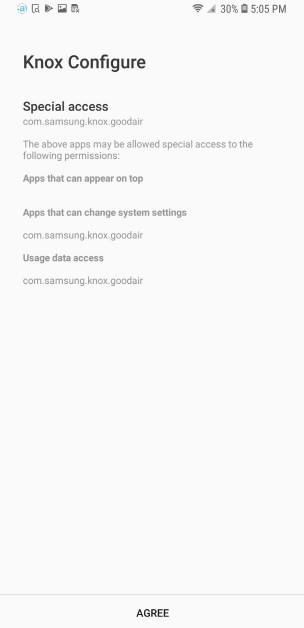 30% 5:05 PM
Knox Configure
Special access
com.samsung.knox.goodair
The above apps may be allowed special access to the
following permissions:
Apps that can appear on top
Apps that can change system settings
com.samsung.knox.goodair
Usage data access
com.samsung.knox.goodair
AGREE